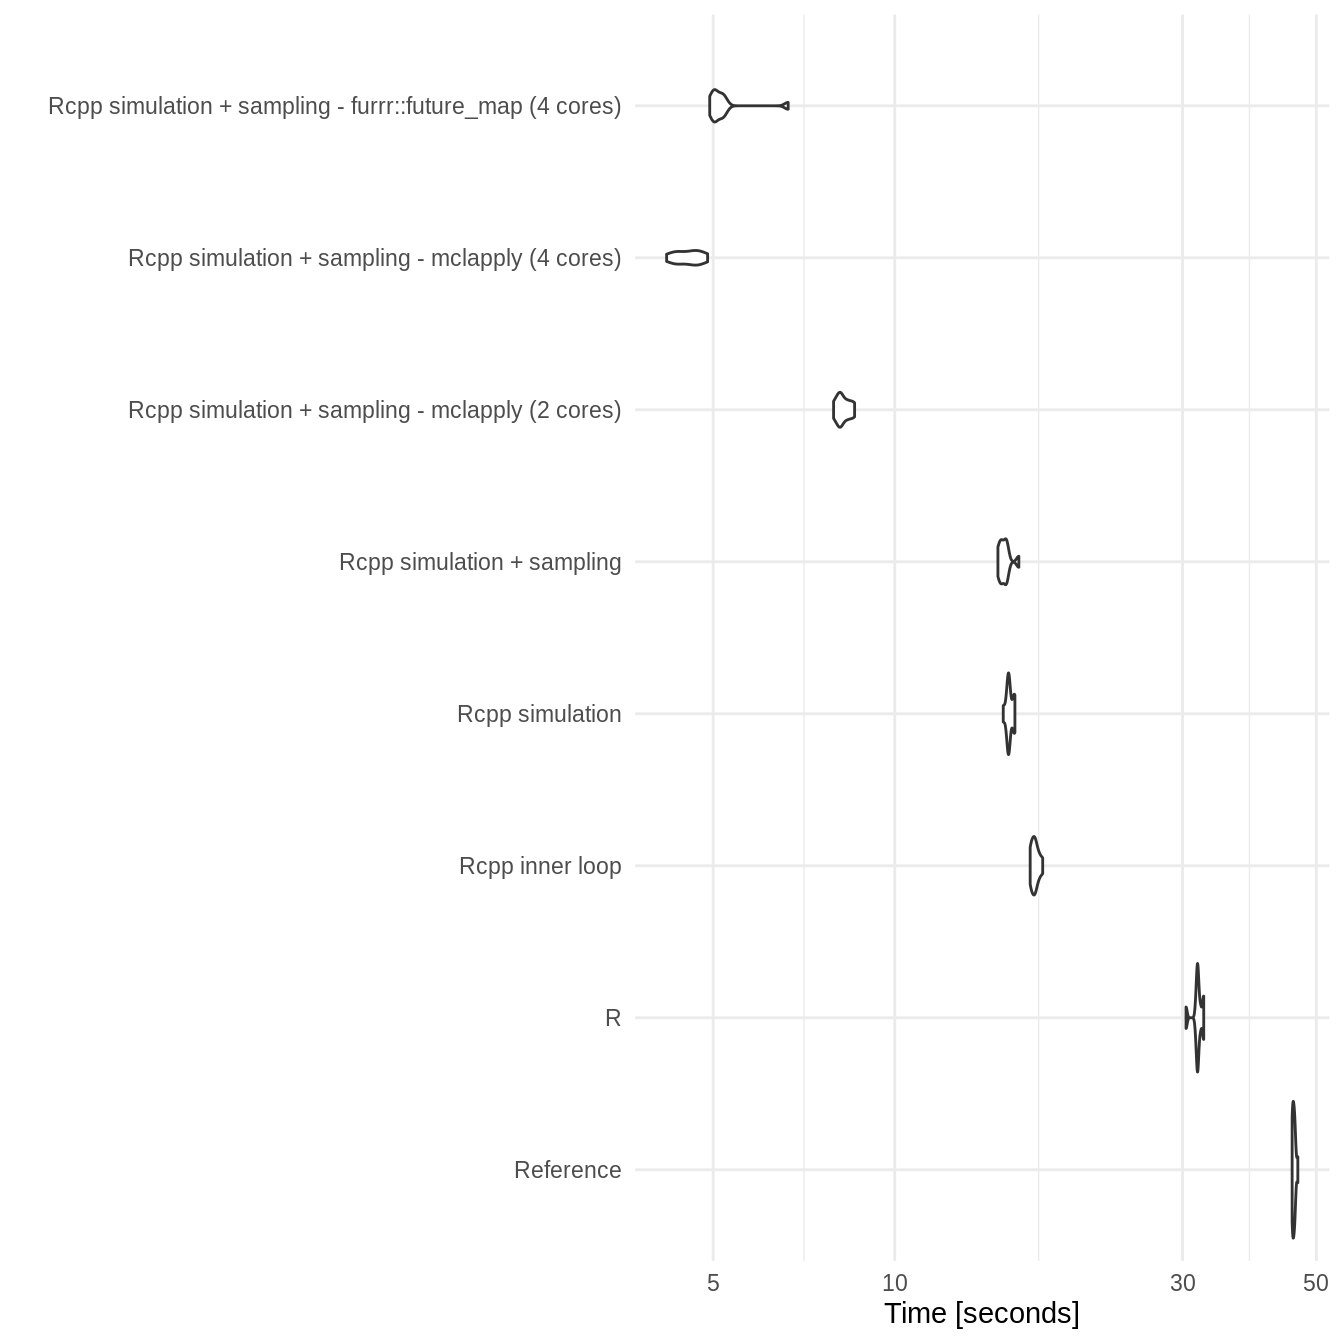 Rcpp simulation + sampling - furrr::future_map (4 cores)
Rcpp simulation + sampling - mclapply (4 cores)
Rcpp simulation + sampling - mclapply (2 cores)
Rcpp simulation + sampling
Rcpp simulation
Rcpp inner loop
R
Reference
5 10 30 50
Time [seconds]